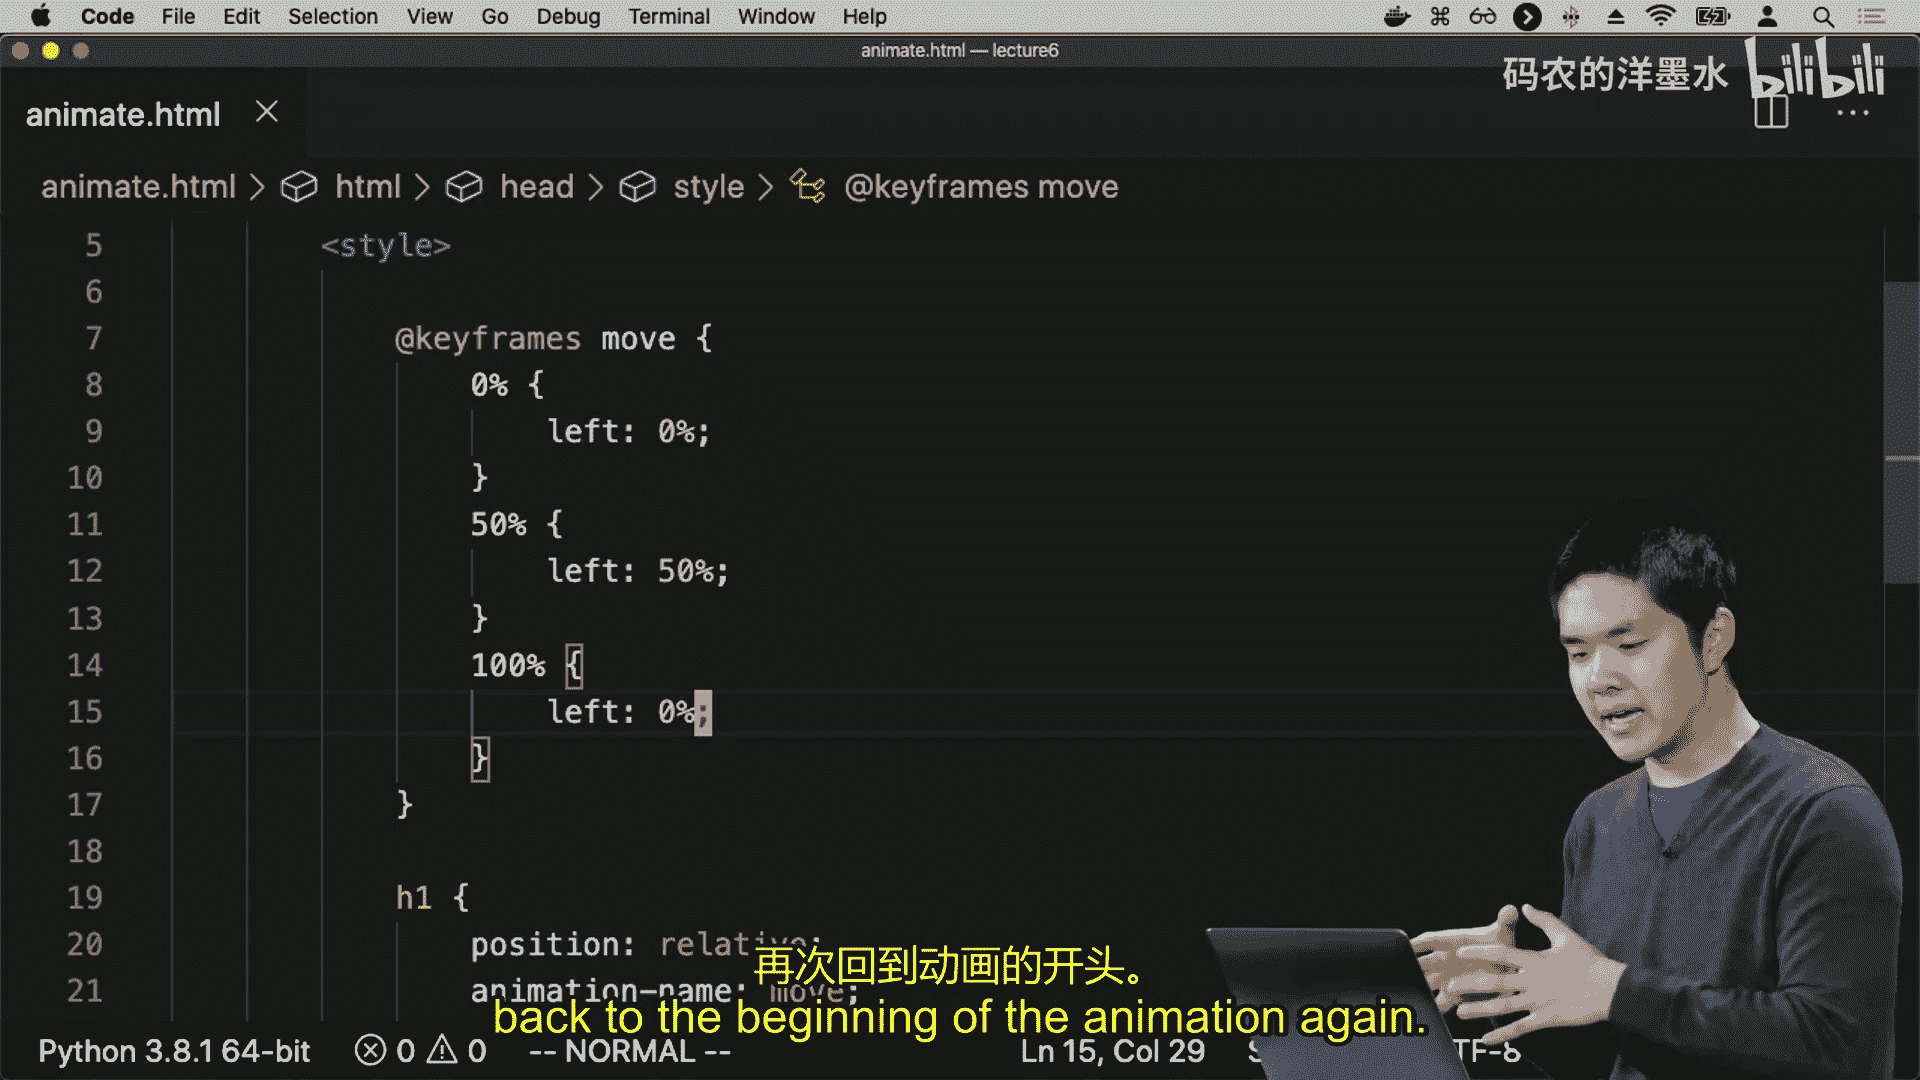 Code File Edit Selection View Go Debug Terminal Window Help
animate.html — lecture6
码农的洋墨水 bilibili
animate.html
animate.html > html > head > style > @keyframes move
5 <style>
6
7 @keyframes move {
8 0% {
9 left: 0%;
10 }
11 50% {
12 left: 50%;
13 }
14 100% {
15 left: 0%;
16 }
17 }
18
19 h1 {
20 position: relative;
21 animation-name: move;
再次回到动画的开头。
back to the beginning of the animation again.
Python 3.8.1 64-bit 0 0 -- NORMAL -- Ln 15, Col 29